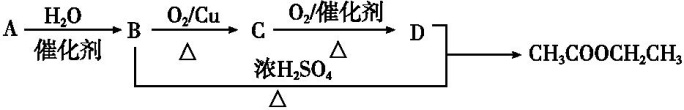 A H₂O 催化剂 B O₂/Cu △ C O₂/催化剂 △ D
浓H₂SO₄ △
CH₃COOCH₂CH₃